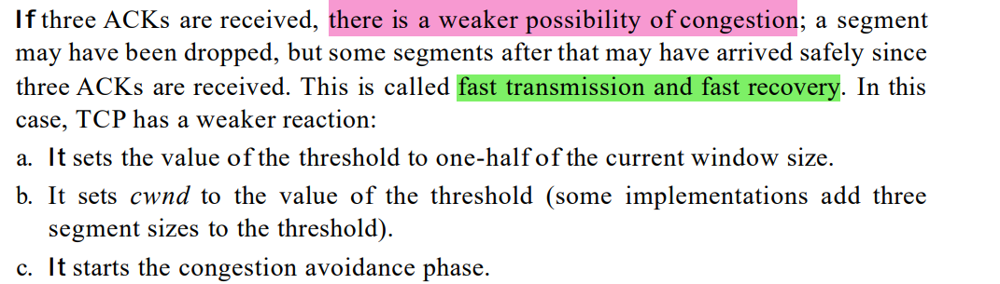 If three ACKs are received, there is a weaker possibility of congestion; a segment
may have been dropped, but some segments after that may have arrived safely since
three ACKs are received. This is called fast transmission and fast recovery. In this
case, TCP has a weaker reaction:
a. It sets the value of the threshold to one-half of the current window size.
b. It sets cwnd to the value of the threshold (some implementations add three
segment sizes to the threshold).
c. It starts the congestion avoidance phase.